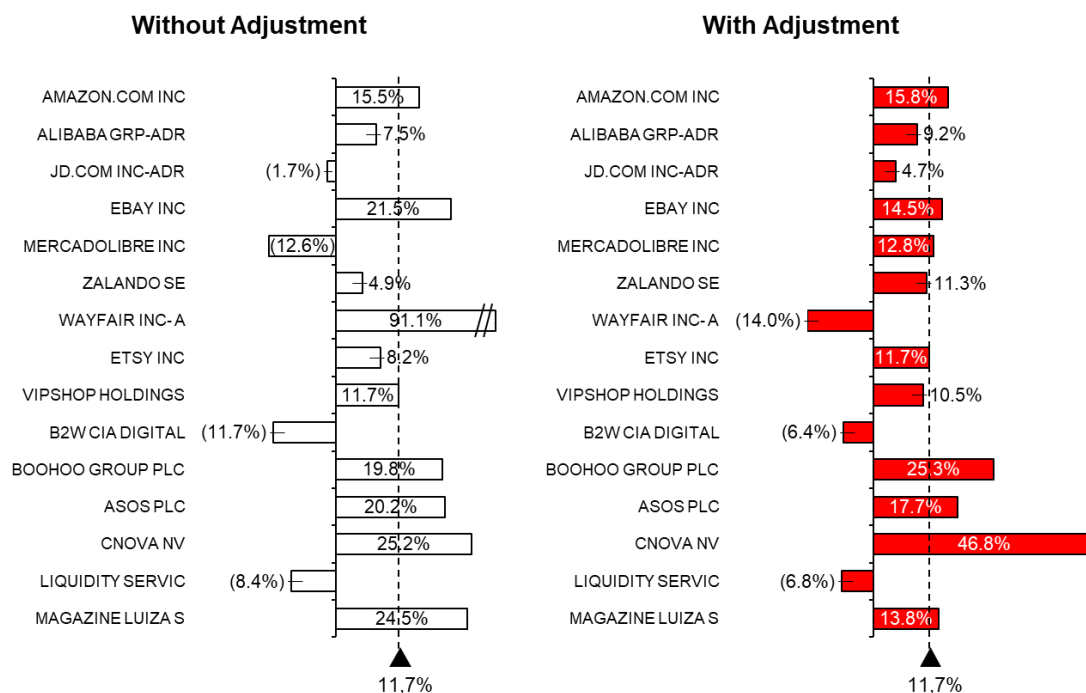 Without Adjustment
AMAZON.COM INC 15.5%
ALIBABA GRP-ADR 7.5%
JD.COM INC-ADR (1.7%)
EBAY INC 21.5%
MERCADOLIBRE INC (12.6%)
ZALANDO SE 4.9%
WAYFAIR INC- A 91.1%
ETSY INC 8.2%
VIPSHOP HOLDINGS 11.7%
B2W CIA DIGITAL (11.7%)
BOOHOO GROUP PLC 19.8%
ASOS PLC 20.2%
CNOVA NV 25.2%
LIQUIDITY SERVIC (8.4%)
MAGAZINE LUIZA S 24.5%
11,7%
With Adjustment
AMAZON.COM INC 15.8%
ALIBABA GRP-ADR 9.2%
JD.COM INC-ADR 4.7%
EBAY INC 14.5%
MERCADOLIBRE INC 12.8%
ZALANDO SE 11.3%
WAYFAIR INC- A (14.0%)
ETSY INC 11.7%
VIPSHOP HOLDINGS 10.5%
B2W CIA DIGITAL (6.4%)
BOOHOO GROUP PLC 25.3%
ASOS PLC 17.7%
CNOVA NV 46.8%
LIQUIDITY SERVIC (6.8%)
MAGAZINE LUIZA S 13.8%
11,7%